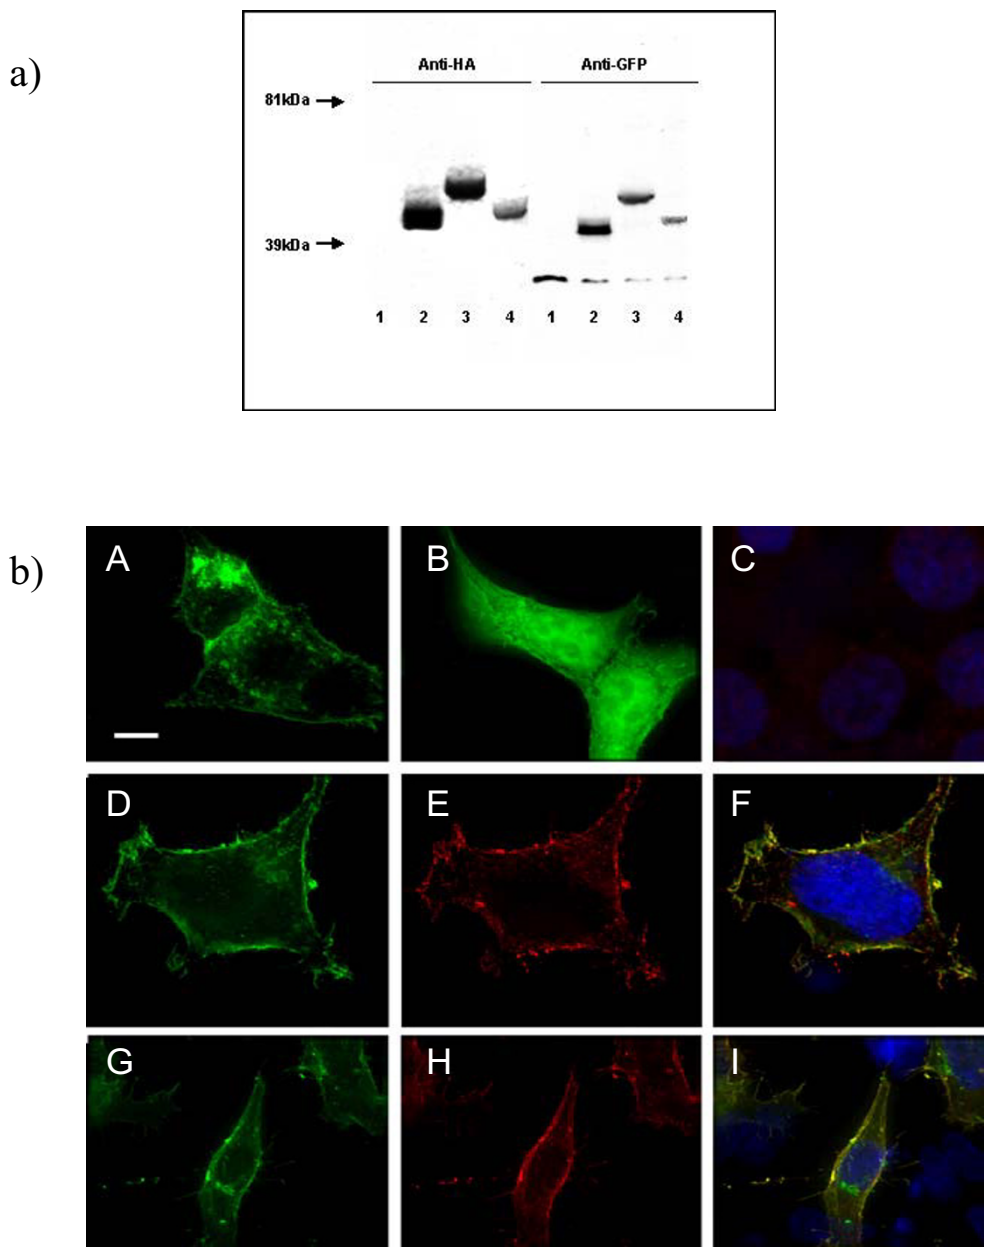 a)
Anti-HA Anti-GFP
81kDa
39kDa
1 2 3 4 1 2 3 4
b)
A B C
D E F
G H I